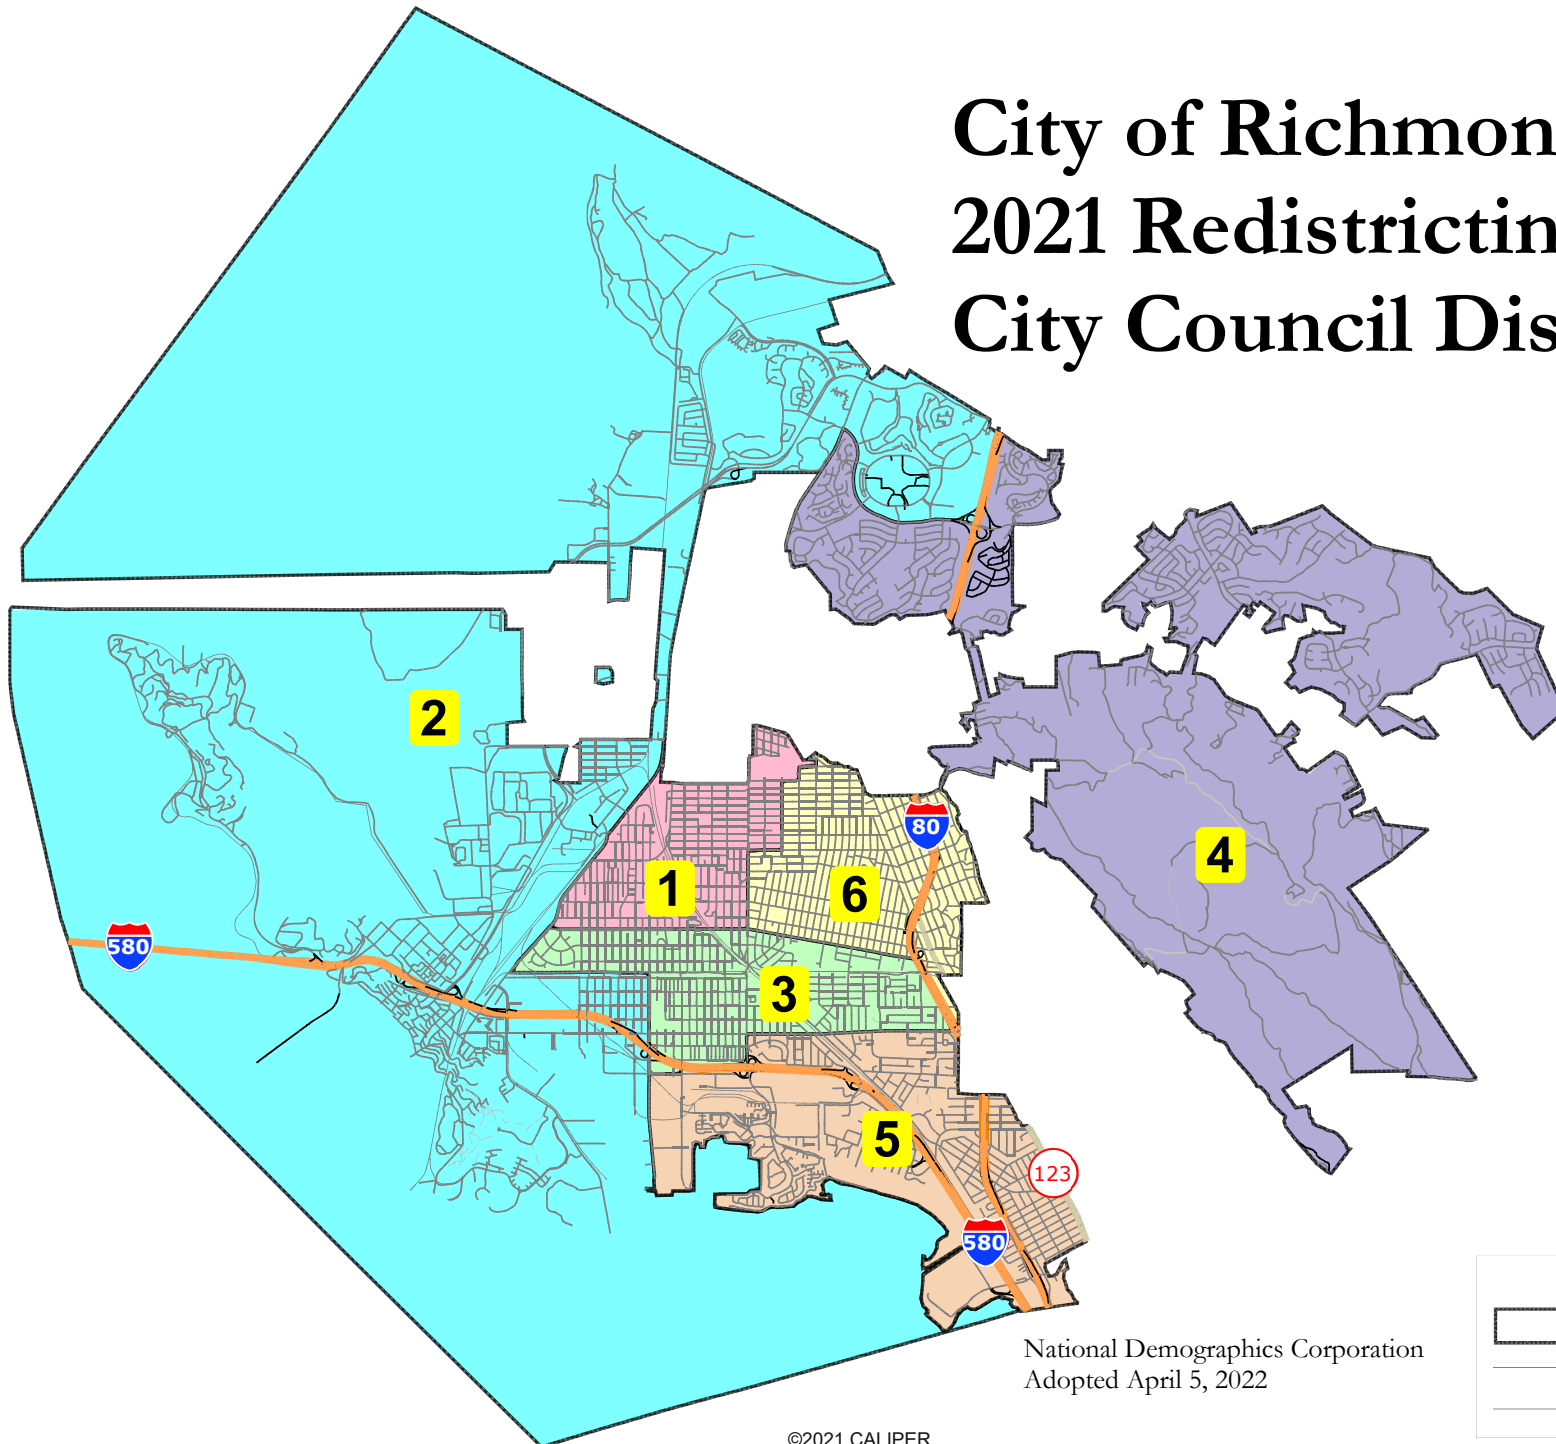 City of Richmon
2021 Redistrictin
City Council Dis
2
80
4
1
6
580
3
5
123
580
National Demographics Corporation
Adopted April 5, 2022
©2021 CALIPER